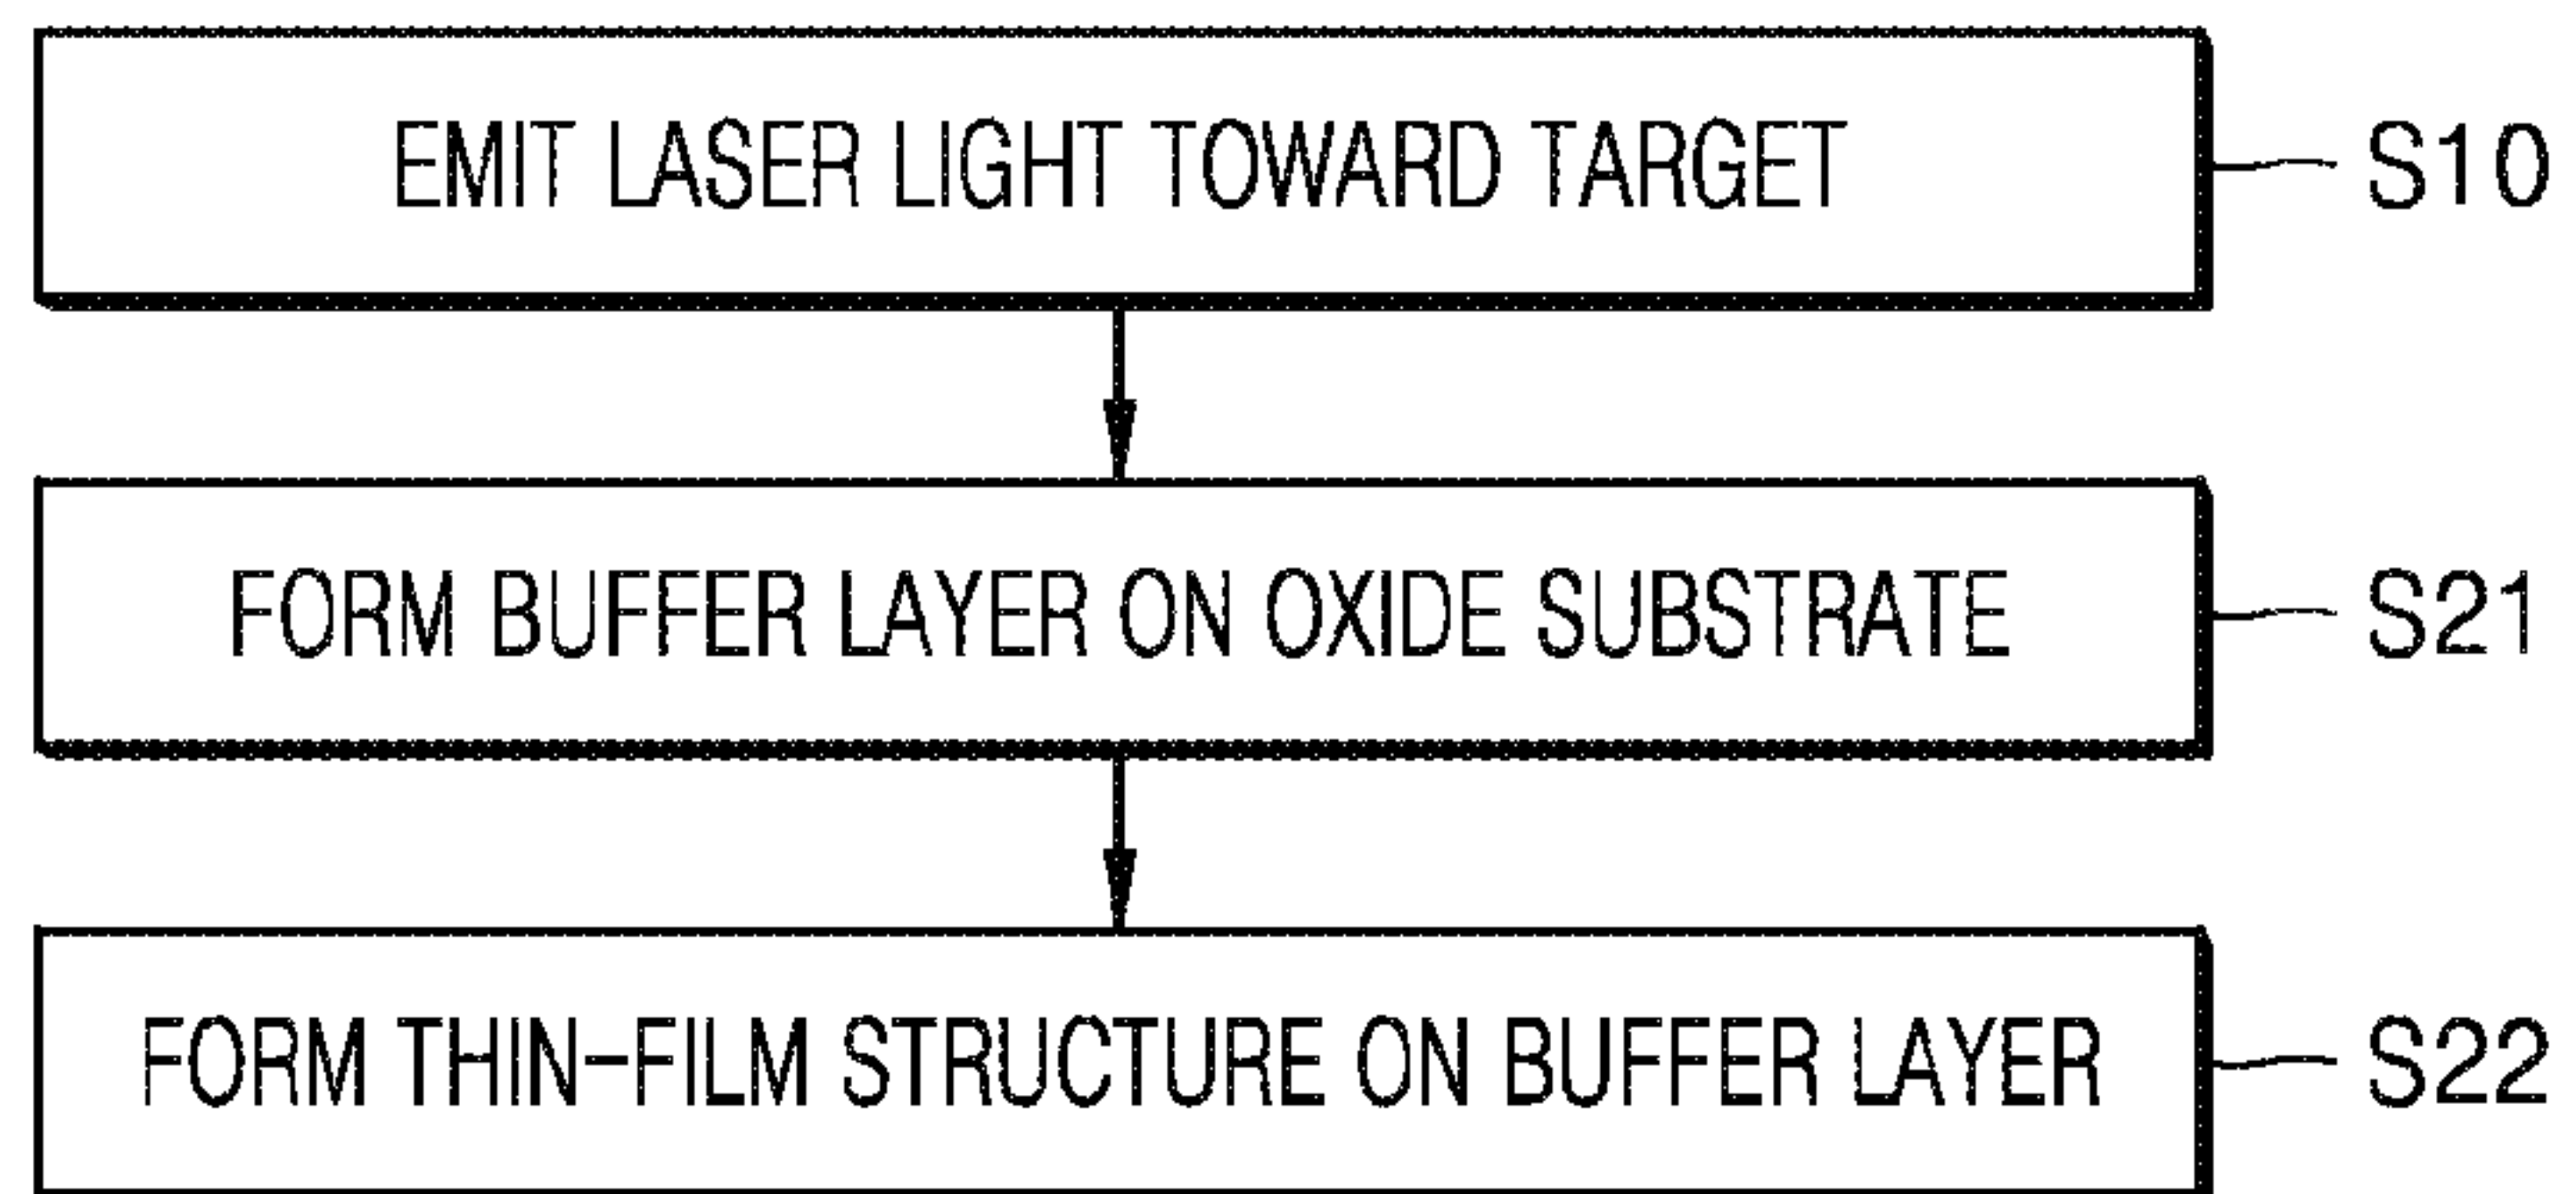 EMIT LASER LIGHT TOWARD TARGET S10
FORM BUFFER LAYER ON OXIDE SUBSTRATE S21
FORM THIN-FILM STRUCTURE ON BUFFER LAYER S22